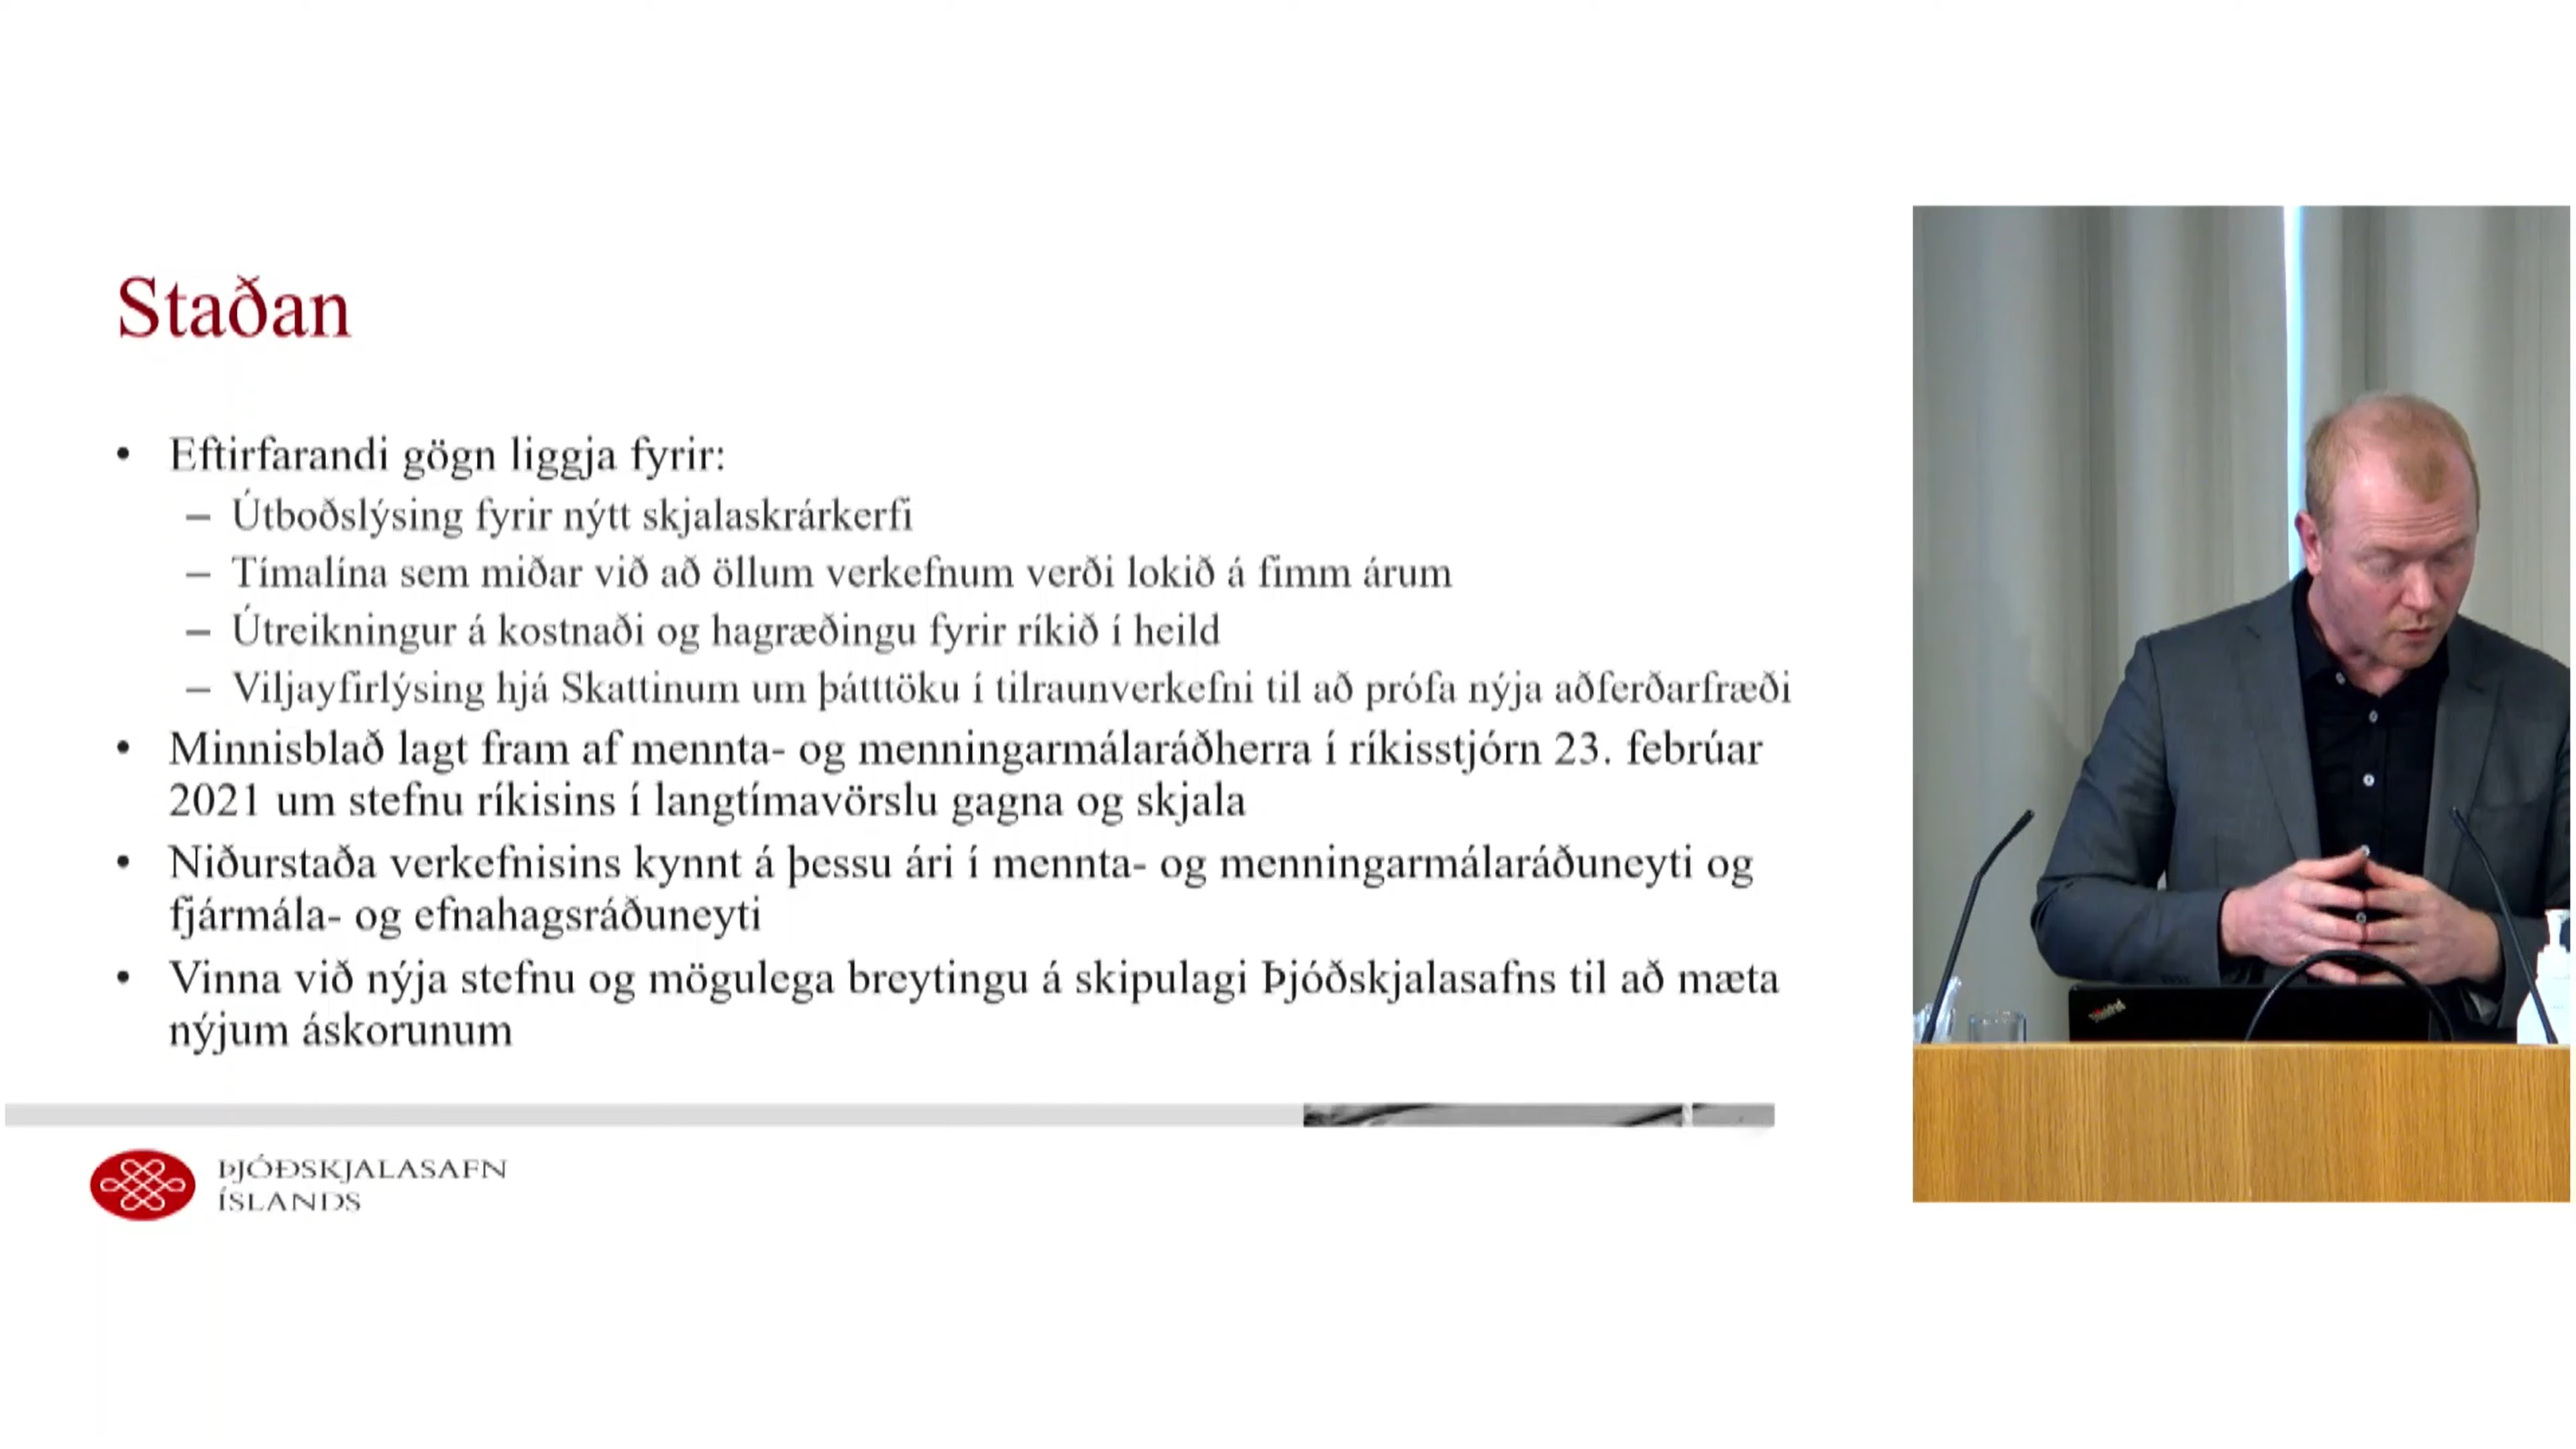 Staðan
• Eftirfarandi gögn liggja fyrir:
– Útboðslýsing fyrir nýtt skjalaskrárkerfi
– Tímalína sem miðar við að öllum verkefnum verði lokið á fimm árum
– Útreikningur á kostnaði og hagræðingu fyrir ríkið í heild
– Viljayfirlýsing hjá Skattinum um þátttöku í tilraunverkefni til að prófa nýja aðferðarfræði
• Minnisblað lagt fram af mennta- og menningarmálaráðherra í ríkisstjórn 23. febrúar
2021 um stefnu ríkisins í langtímavörslu gagna og skjala
• Niðurstaða verkefnisins kynnt á þessu ári í mennta- og menningarmálaráðuneyti og
fjármála- og efnahagsráðuneyti
• Vinna við nýja stefnu og mögulega breytingu á skipulagi Þjóðskjalasafns til að mæta
nýjum áskorunum
ÞJÓÐSKJALASAFN
ÍSLANDS
ThinkPad